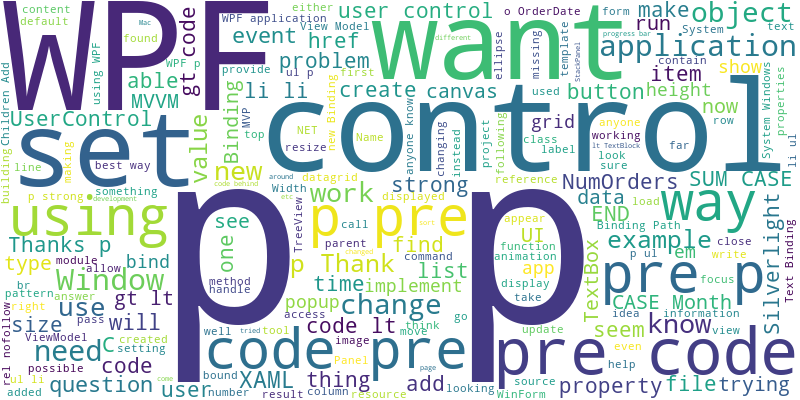 WPF
want
set
control
p p
using
p pre
way
code pre
pre p
pre code
content
default
either
WPF application
Mac
found
View Model
user control
o OrderDate
make
form
System
text
object
gt code
event
href
run
progress bar
different
using WPF
provide
problem
ul p
first
ellipse
missing
template
StackPanel
contain
application
Children Add
able
MVVM
li li
create
canvas
item
show
properties
UserControl
value
Binding
MVP
new Binding
anyone know
used
button
height
now
System Windows
top
NET
Name
changing
instead
project
following
grid
anyone
row
building
line
making
best way
resize
class
label
working
lt TextBlock
far
li ul
p strong
something
new
code behind
around
datagrid
Width
work
strong
look
sure
reference
NumOrders
SUM CASE
development
see
TreeView
displayed
data
load
Thanks p
one
call
sort
appear
END
Binding Path
close
type
module
bind
method
handle
p Thank
parent
changed
find
command
function
UI
animation
example
p ul
em
write
Silverlight
Text Binding
br
allow
Window
gt lt
popup
time
implement
list
app
display
take
TextBox
CASE Month
focus
rel nofollow
pattern
answer
use
access
change
go
seem
idea
information
know
right
pass
will
code lt
think
move
update
view
size
ViewModel
C
created
setting
well
tried
tool
image
even
need
possible
code
bound
Panel
page
help
trying
ul li
come
XAML
thing
add
looking
source
property
file
added
question
user
number
result
column
resource
WinForm